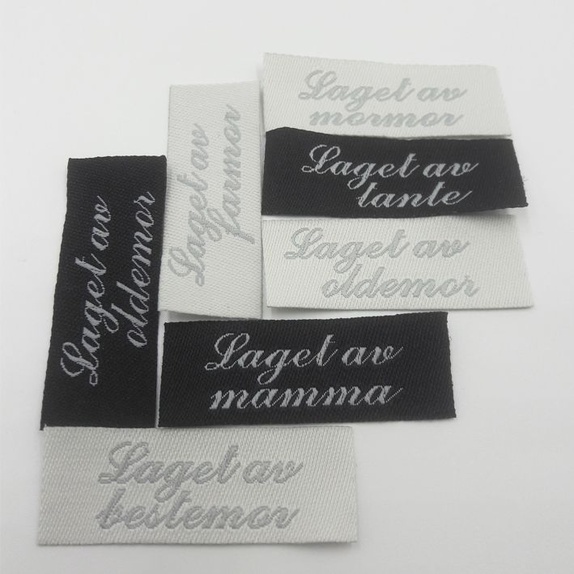 Laget av
mormor
Laget av
farmor
Laget av
tante
Laget av
oldemor
Laget av
oldemor
Laget av
mamma
Laget av
bestemor